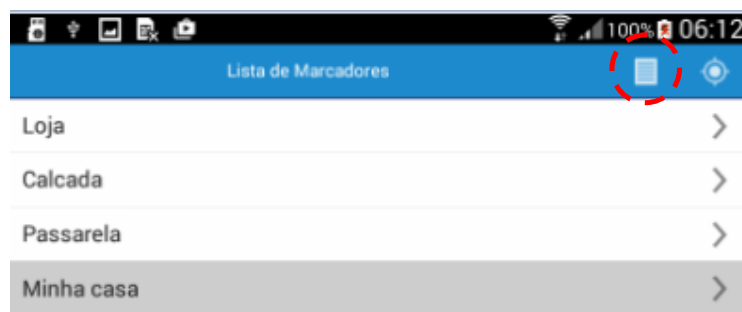 100% 06:12
Lista de Marcadores
Loja
Calcada
Passarela
Minha casa